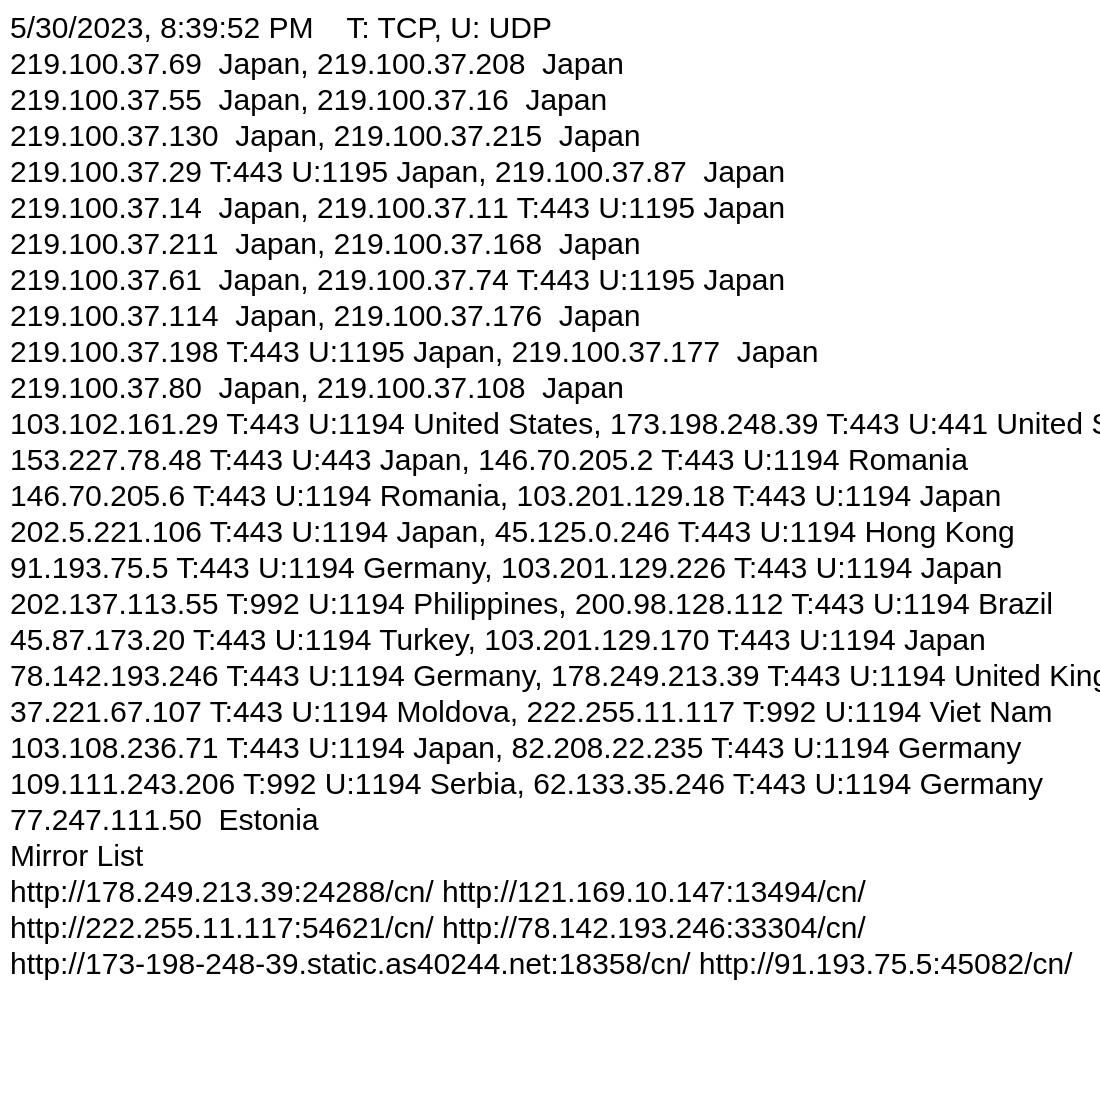 5/30/2023, 8:39:52 PM    T: TCP, U: UDP
219.100.37.69  Japan, 219.100.37.208  Japan
219.100.37.55  Japan, 219.100.37.16  Japan
219.100.37.130  Japan, 219.100.37.215  Japan
219.100.37.29 T:443 U:1195 Japan, 219.100.37.87  Japan
219.100.37.14  Japan, 219.100.37.11 T:443 U:1195 Japan
219.100.37.211  Japan, 219.100.37.168  Japan
219.100.37.61  Japan, 219.100.37.74 T:443 U:1195 Japan
219.100.37.114  Japan, 219.100.37.176  Japan
219.100.37.198 T:443 U:1195 Japan, 219.100.37.177  Japan
219.100.37.80  Japan, 219.100.37.108  Japan
103.102.161.29 T:443 U:1194 United States, 173.198.248.39 T:443 U:441 United S
153.227.78.48 T:443 U:443 Japan, 146.70.205.2 T:443 U:1194 Romania
146.70.205.6 T:443 U:1194 Romania, 103.201.129.18 T:443 U:1194 Japan
202.5.221.106 T:443 U:1194 Japan, 45.125.0.246 T:443 U:1194 Hong Kong
91.193.75.5 T:443 U:1194 Germany, 103.201.129.226 T:443 U:1194 Japan
202.137.113.55 T:992 U:1194 Philippines, 200.98.128.112 T:443 U:1194 Brazil
45.87.173.20 T:443 U:1194 Turkey, 103.201.129.170 T:443 U:1194 Japan
78.142.193.246 T:443 U:1194 Germany, 178.249.213.39 T:443 U:1194 United King
37.221.67.107 T:443 U:1194 Moldova, 222.255.11.117 T:992 U:1194 Viet Nam
103.108.236.71 T:443 U:1194 Japan, 82.208.22.235 T:443 U:1194 Germany
109.111.243.206 T:992 U:1194 Serbia, 62.133.35.246 T:443 U:1194 Germany
77.247.111.50  Estonia
Mirror List
http://178.249.213.39:24288/cn/ http://121.169.10.147:13494/cn/
http://222.255.11.117:54621/cn/ http://78.142.193.246:33304/cn/
http://173-198-248-39.static.as40244.net:18358/cn/ http://91.193.75.5:45082/cn/